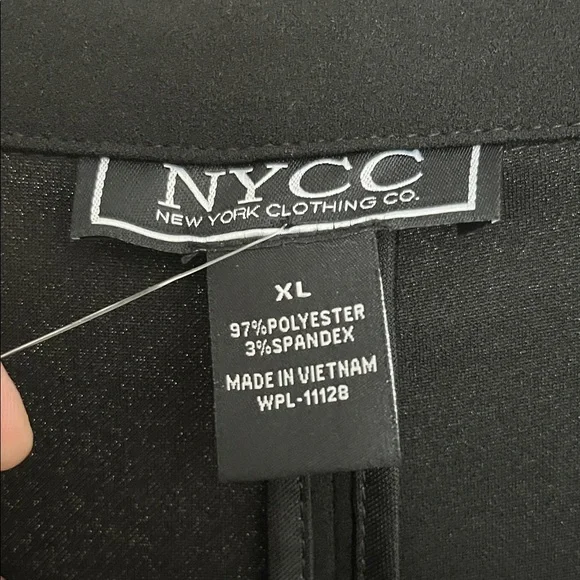 NYCC
NEW YORK CLOTHING CO.
XL
97%POLYESTER
3%SPANDEX
MADE IN VIETNAM
WPL-11128